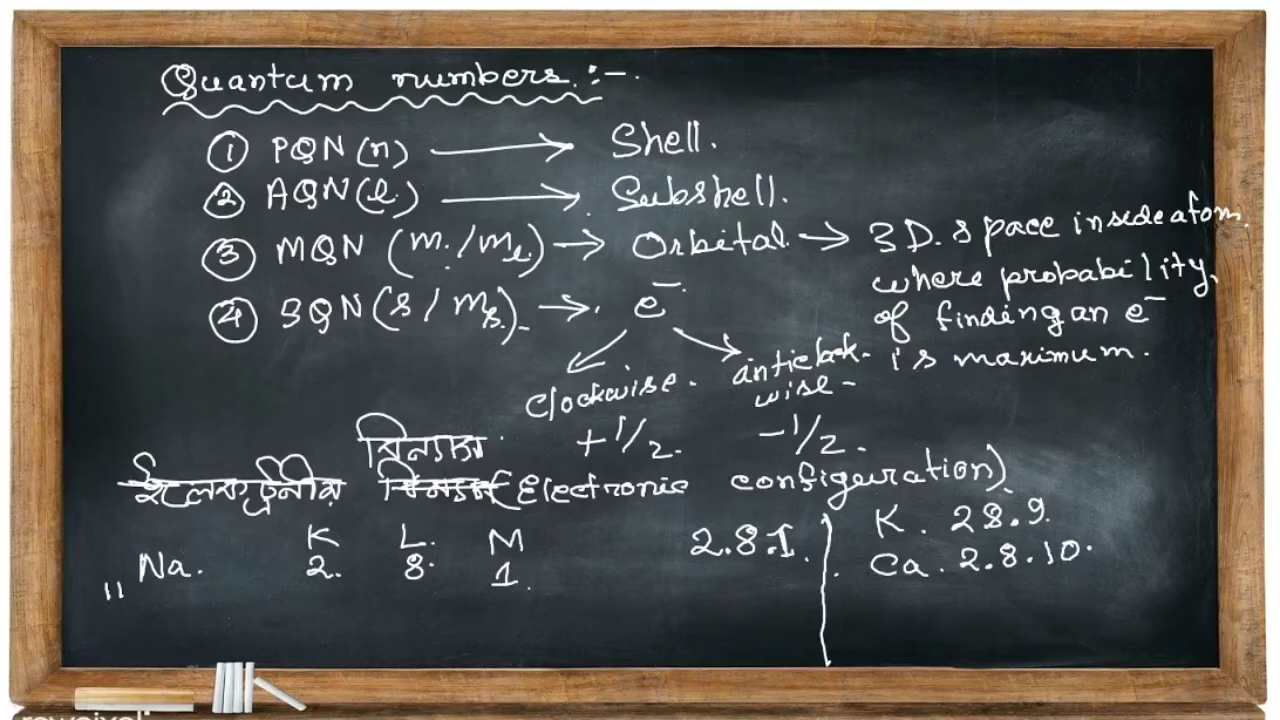 Quantum numbers :-
① PQN (n) → Shell.
② AQN (l) → Subshell.
③ MQN (m/mₗ) → Orbital → 3D. space inside atom
where probability
of finding an e⁻
is maximum.
④ SQN (s/mₛ) → e⁻
clockwise. anticlock-
wise-
+1/2. -1/2.
বিন্যাস
ইলেকট্রনীয় (Electronic configuration)
K L. M
₁₁Na. 2. 8. 1.
2.8.1.
K. 2 8.9.
Ca. 2.8.10.